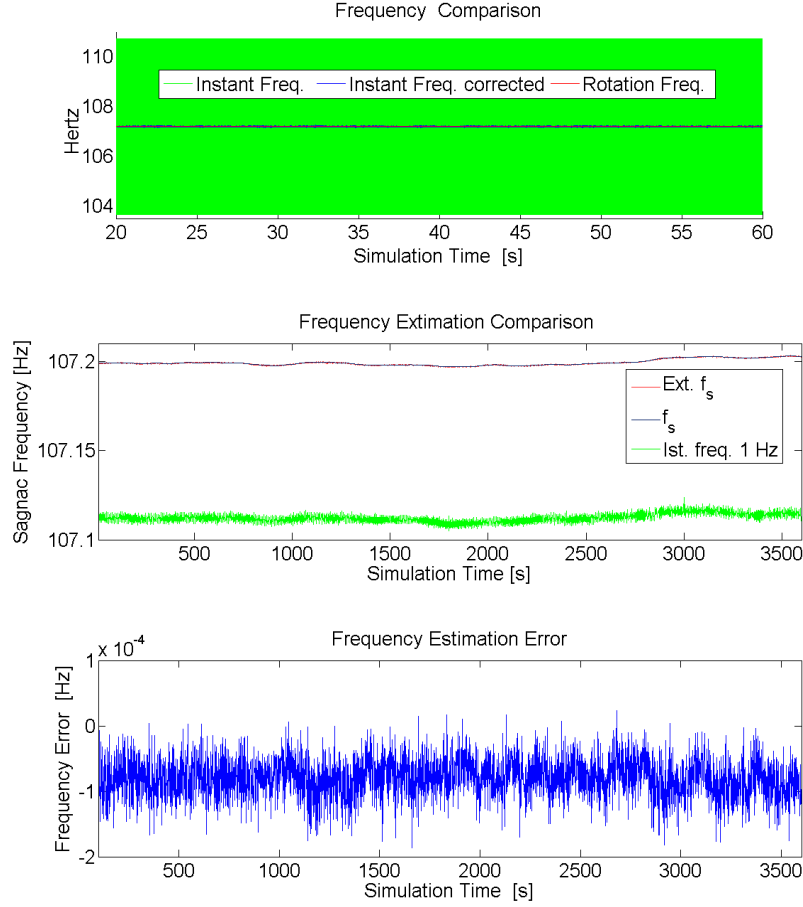 Frequency Comparison
110
108
106
104
Hertz
Instant Freq. Instant Freq. corrected Rotation Freq.
20 25 30 35 40 45 50 55 60
Simulation Time [s]
Frequency Extimation Comparison
107.2
107.15
107.1
Sagnac Frequency [Hz]
Ext. f_s
f_s
Ist. freq. 1 Hz
500 1000 1500 2000 2500 3000 3500
Simulation Time [s]
Frequency Estimation Error
x 10^-4
1
0
-1
-2
Frequency Error [Hz]
500 1000 1500 2000 2500 3000 3500
Simulation Time [s]